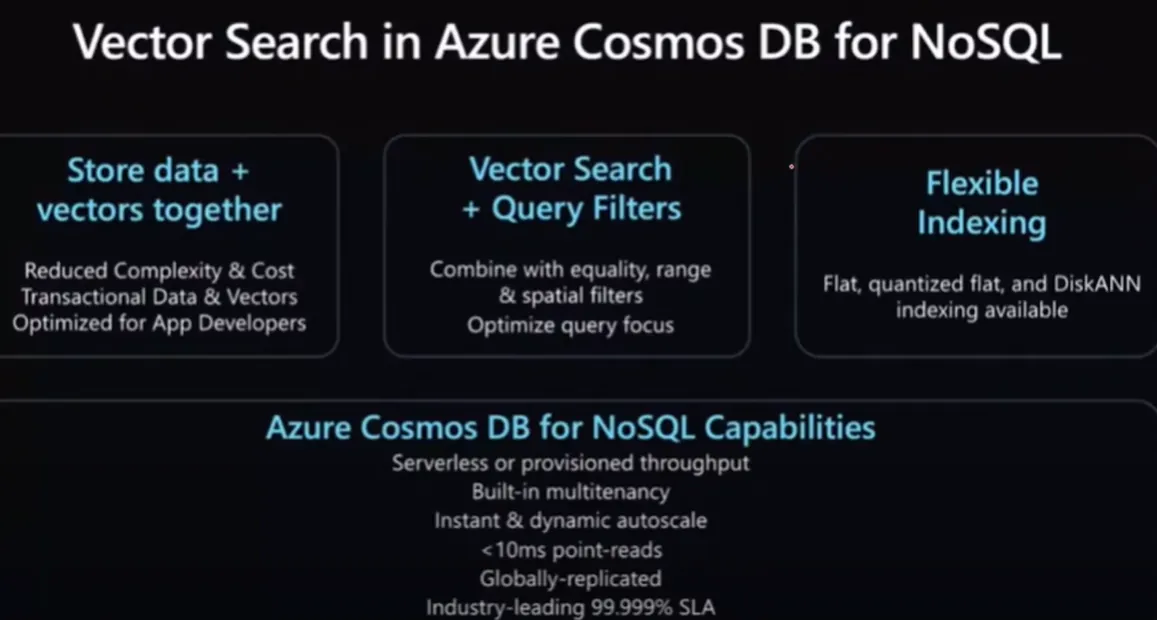 Vector Search in Azure Cosmos DB for NoSQL
Store data +
vectors together
Reduced Complexity & Cost
Transactional Data & Vectors
Optimized for App Developers
Vector Search
+ Query Filters
Combine with equality, range
& spatial filters
Optimize query focus
Flexible
Indexing
Flat, quantized flat, and DiskANN
indexing available
Azure Cosmos DB for NoSQL Capabilities
Serverless or provisioned throughput
Built-in multitenancy
Instant & dynamic autoscale
<10ms point-reads
Globally-replicated
Industry-leading 99.999% SLA